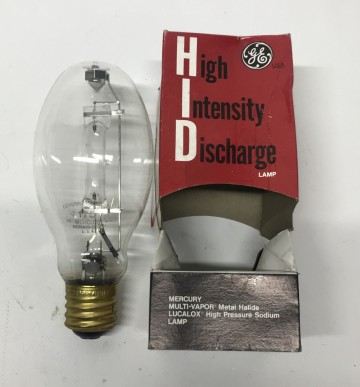 GE
High
Intensity
Discharge
LAMP
MERCURY
MULTI-VAPOR® Metal Halide
LUCALOX® High Pressure Sodium
LAMP